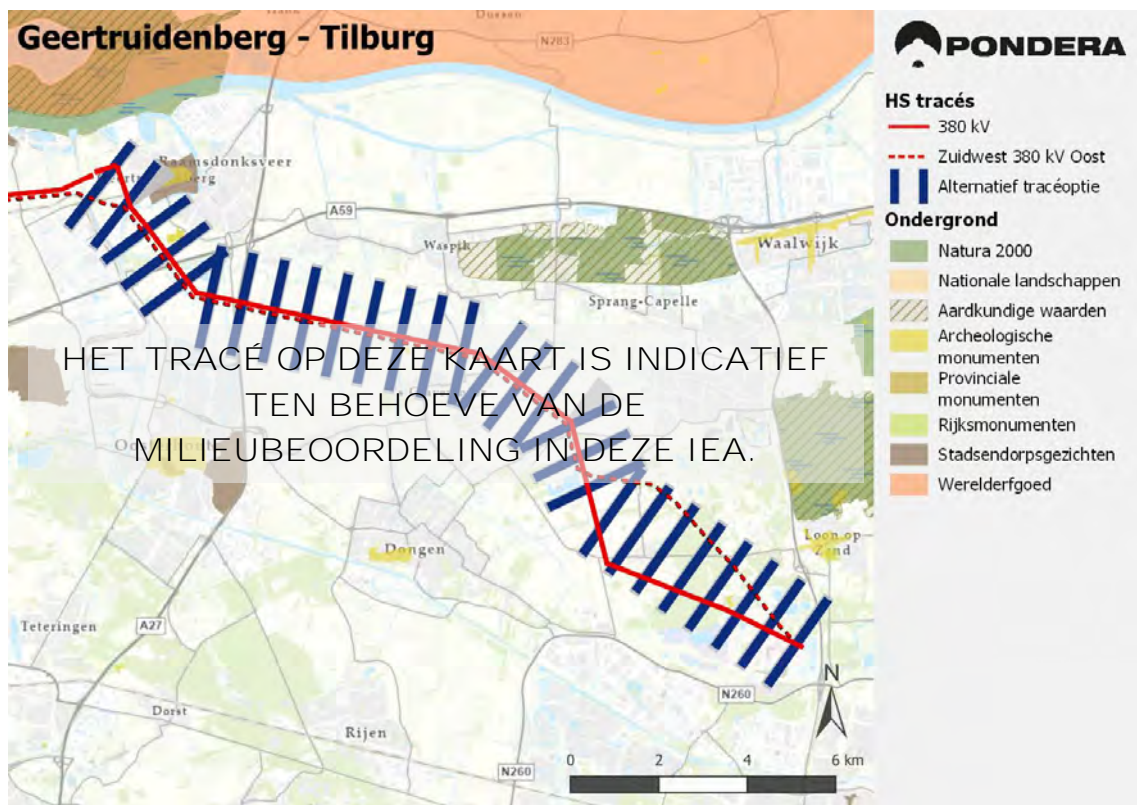 Geertruidenberg - Tilburg
Dussen
N283
PONDERA
HS tracés
380 kV
Zuidwest 380 kV Oost
Alternatief tracéoptie
Ondergrond
Natura 2000
Nationale landschappen
Aardkundige waarden
Archeologische
monumenten
Provinciale
monumenten
Rijksmonumenten
Stadsendorpsgezichten
Werelderfgoed
Raamsdonksveer
A59
Waspik
Waalwijk
Sprang-Capelle
HET TRACÉ OP DEZE KAART IS INDICATIEF
TEN BEHOEVE VAN DE
MILIEUBEOORDELING IN DEZE IEA.
Dongen
Loon op
Zand
Teteringen
A27
N260
Dorst
Rijen
N260
N
0 2 4 6 km